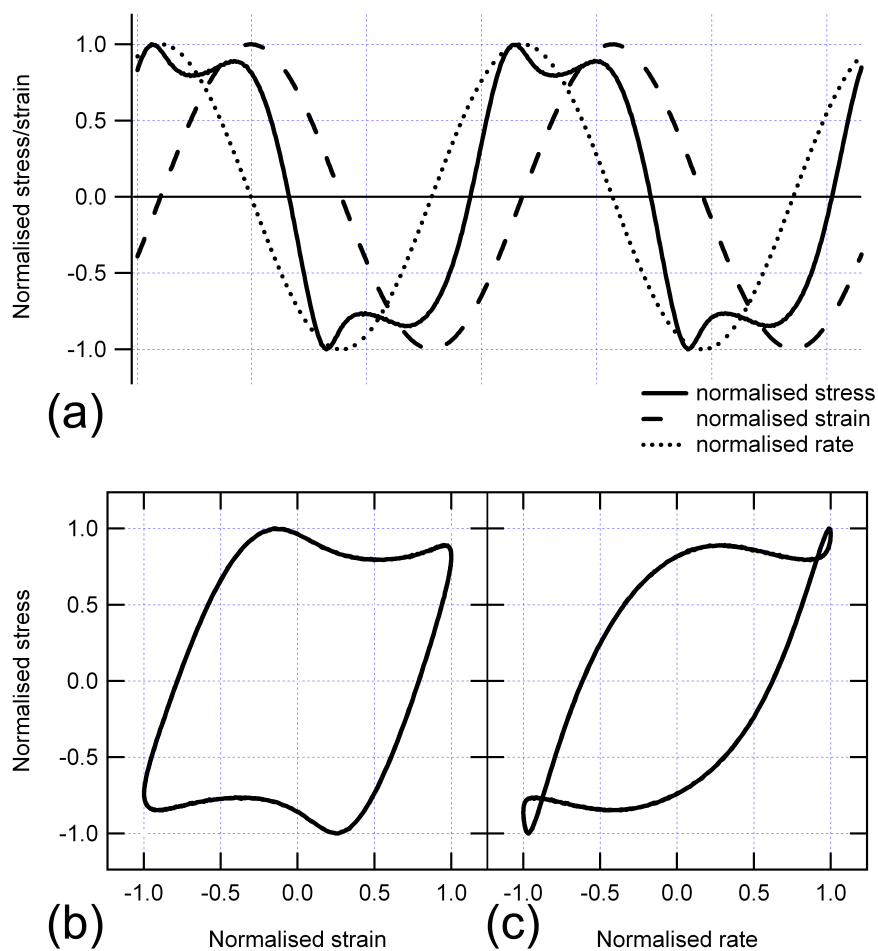 Normalised stress/strain
1.0
0.5
0.0
-0.5
-1.0
(a)
normalised stress
normalised strain
normalised rate
Normalised stress
1.0
0.5
0.0
-0.5
-1.0
-1.0 -0.5 0.0 0.5 1.0
-1.0 -0.5 0.0 0.5 1.0
(b)
Normalised strain
(c)
Normalised rate